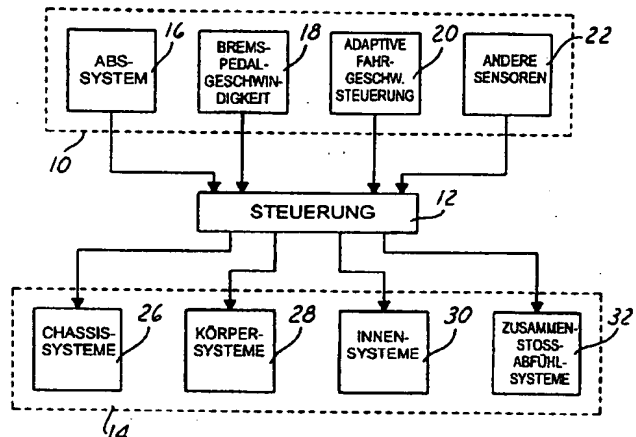 16
ABS-
SYSTEM
18
BREMS-
PEDAL-
GESCHWIN-
DIGKEIT
20
ADAPTIVE
FAHR-
GESCHW.
STEUERUNG
22
ANDERE
SENSOREN
10
STEUERUNG
12
CHASSIS-
SYSTEME
26
KÖRPER-
SYSTEME
28
INNEN-
SYSTEME
30
ZUSAMMEN-
STOSS-
ABFÜHL-
SYSTEME
32
14